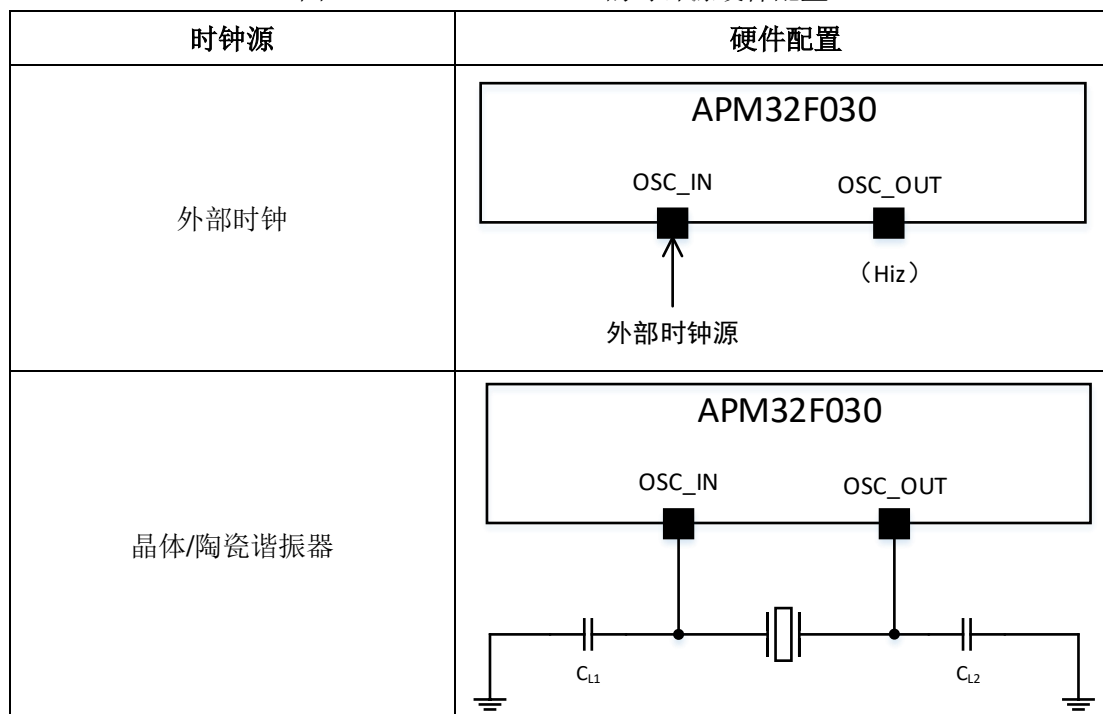 时钟源
硬件配置
外部时钟
APM32F030
OSC_IN
OSC_OUT
（Hiz）
外部时钟源
晶体/陶瓷谐振器
APM32F030
OSC_IN
OSC_OUT
CL1
CL2